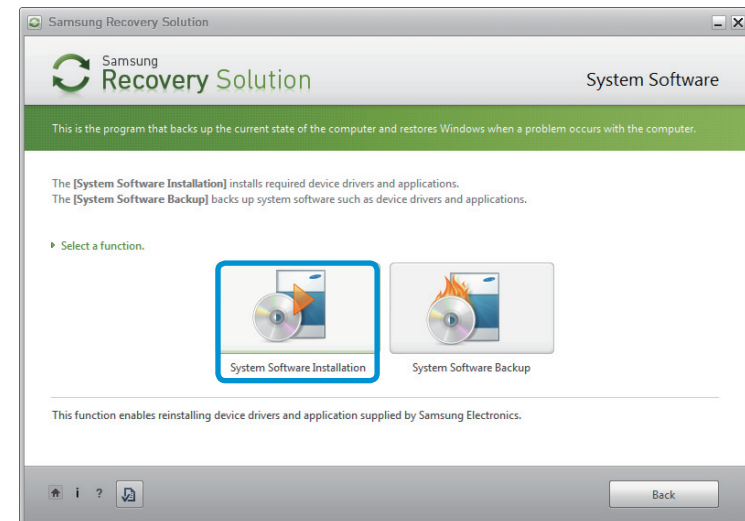 Samsung Recovery Solution
Samsung
Recovery Solution
System Software
This is the program that backs up the current state of the computer and restores Windows when a problem occurs with the computer.
The [System Software Installation] installs required device drivers and applications.
The [System Software Backup] backs up system software such as device drivers and applications.
Select a function.
System Software Installation
System Software Backup
This function enables reinstalling device drivers and application supplied by Samsung Electronics.
i ?
Back